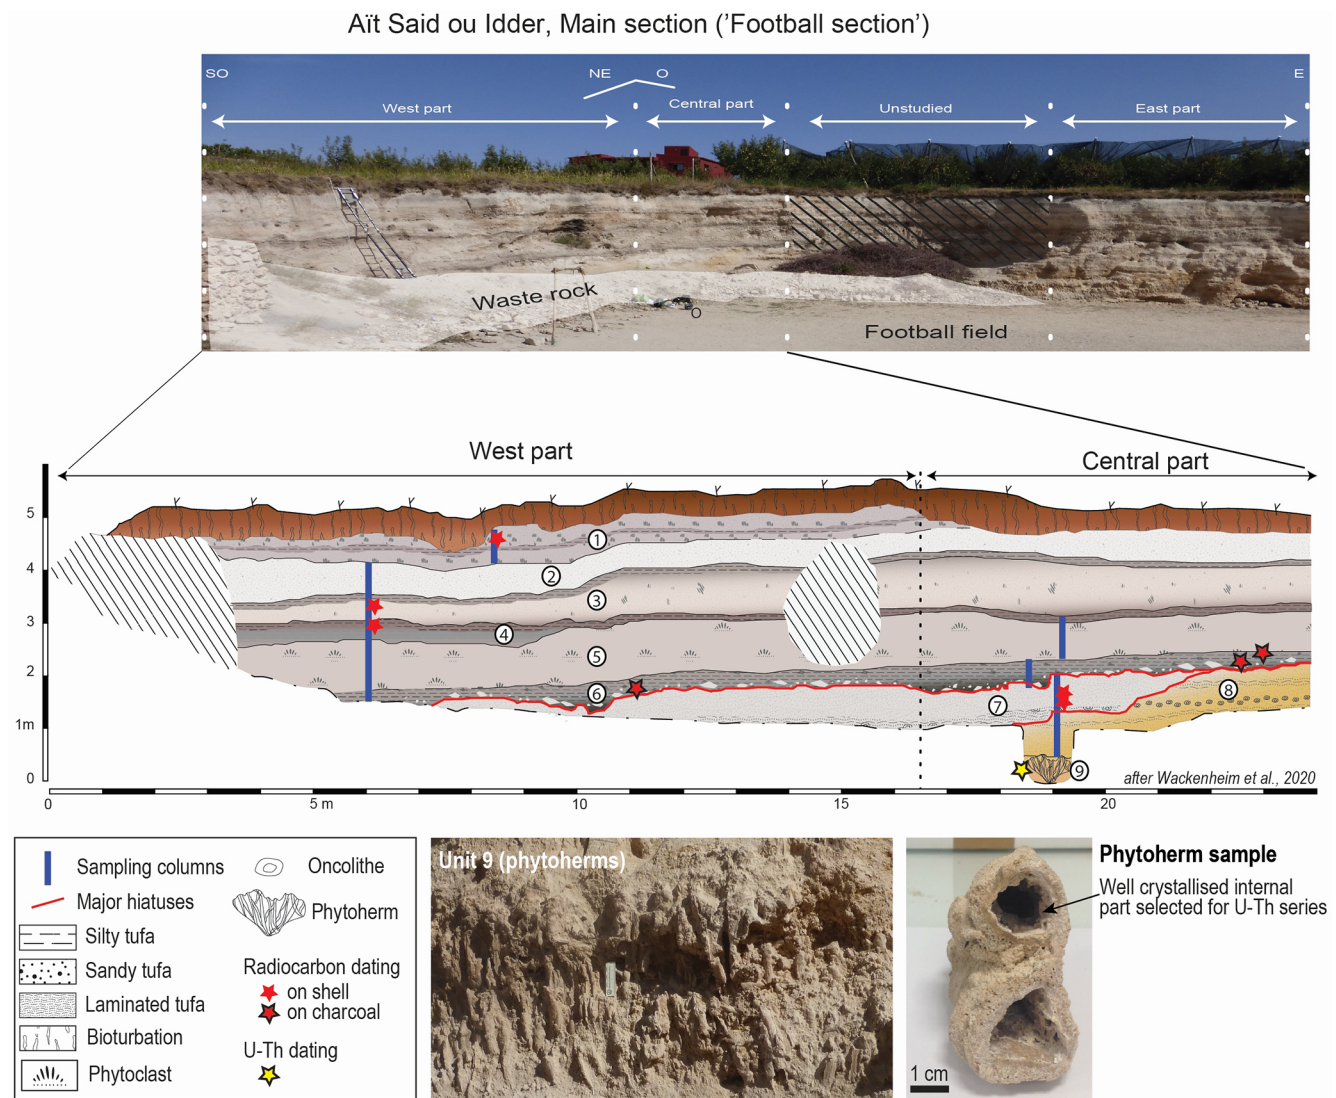 Aït Said ou Idder, Main section ('Football section')
SO
NE
O
E
West part
Central part
Unstudied
East part
Waste rock
O
Football field
West part
Central part
5
4
3
2
1m
0
1
2
3
4
5
6
7
8
9
after Wackenheim et al., 2020
0
5 m
10
15
20
Sampling columns
Major hiatuses
Silty tufa
Sandy tufa
Laminated tufa
Bioturbation
Phytoclast
Oncolithe
Phytoherm
Radiocarbon dating
on shell
on charcoal
U-Th dating
Unit 9 (phytoherms)
1 cm
Phytoherm sample
Well crystallised internal
part selected for U-Th series